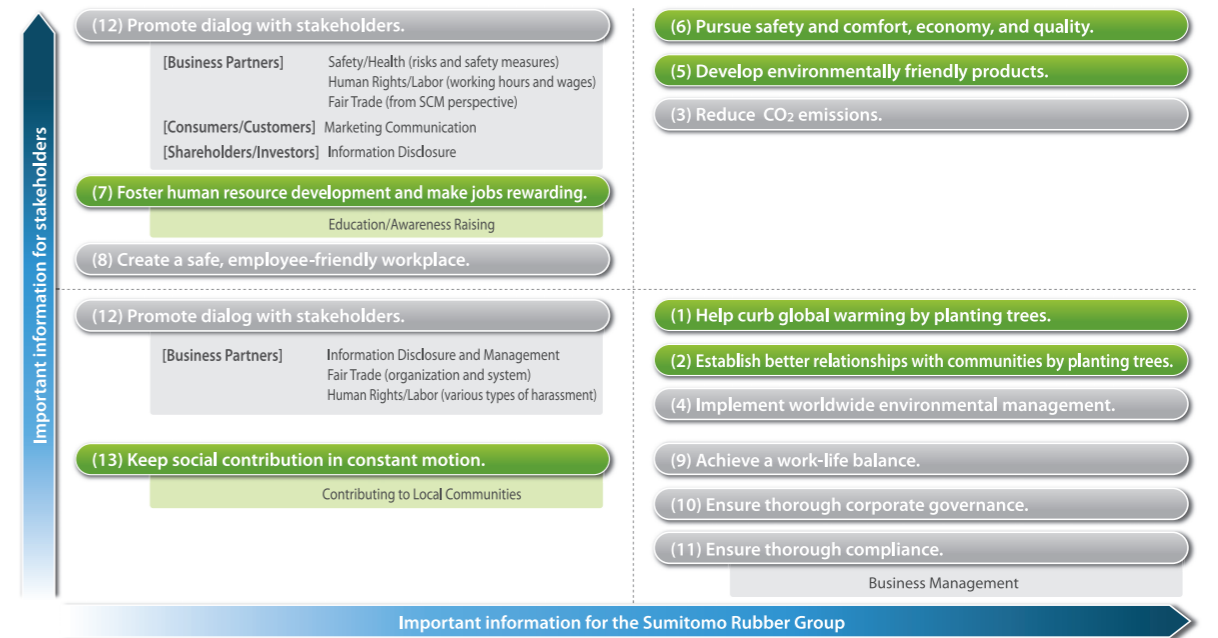 Important information for stakeholders
(12) Promote dialog with stakeholders.
[Business Partners] Safety/Health (risks and safety measures)
Human Rights/Labor (working hours and wages)
Fair Trade (from SCM perspective)
[Consumers/Customers] Marketing Communication
[Shareholders/Investors] Information Disclosure
(7) Foster human resource development and make jobs rewarding.
Education/Awareness Raising
(8) Create a safe, employee-friendly workplace.
(6) Pursue safety and comfort, economy, and quality.
(5) Develop environmentally friendly products.
(3) Reduce CO₂ emissions.
(12) Promote dialog with stakeholders.
[Business Partners] Information Disclosure and Management
Fair Trade (organization and system)
Human Rights/Labor (various types of harassment)
(13) Keep social contribution in constant motion.
Contributing to Local Communities
(1) Help curb global warming by planting trees.
(2) Establish better relationships with communities by planting trees.
(4) Implement worldwide environmental management.
(9) Achieve a work-life balance.
(10) Ensure thorough corporate governance.
(11) Ensure thorough compliance.
Business Management
Important information for the Sumitomo Rubber Group